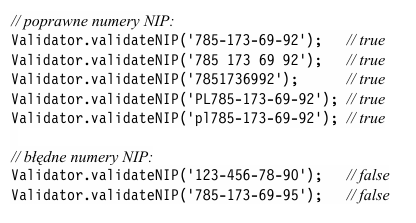 // poprawne numery NIP:
Validator.validateNIP('785-173-69-92'); // true
Validator.validateNIP('785 173 69 92'); // true
Validator.validateNIP('7851736992'); // true
Validator.validateNIP('PL785-173-69-92'); // true
Validator.validateNIP('pl785-173-69-92'); // true
// błędne numery NIP:
Validator.validateNIP('123-456-78-90'); // false
Validator.validateNIP('785-173-69-95'); // false